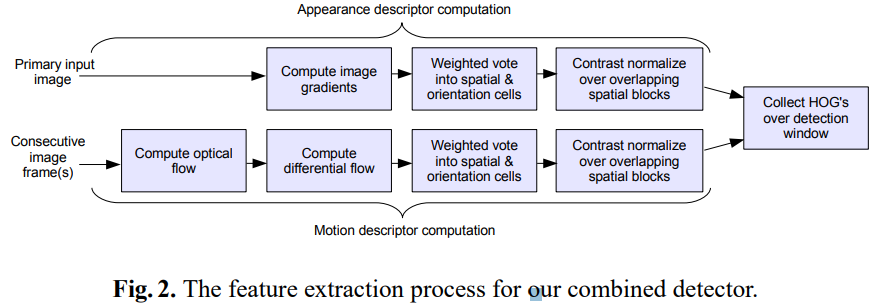 Appearance descriptor computation
Primary input
image
Compute image
gradients
Weighted vote
into spatial &
orientation cells
Contrast normalize
over overlapping
spatial blocks
Collect HOG's
over detection
window
Consecutive
image
frame(s)
Compute optical
flow
Compute
differential flow
Weighted vote
into spatial &
orientation cells
Contrast normalize
over overlapping
spatial blocks
Motion descriptor computation
Fig. 2. The feature extraction process for our combined detector.